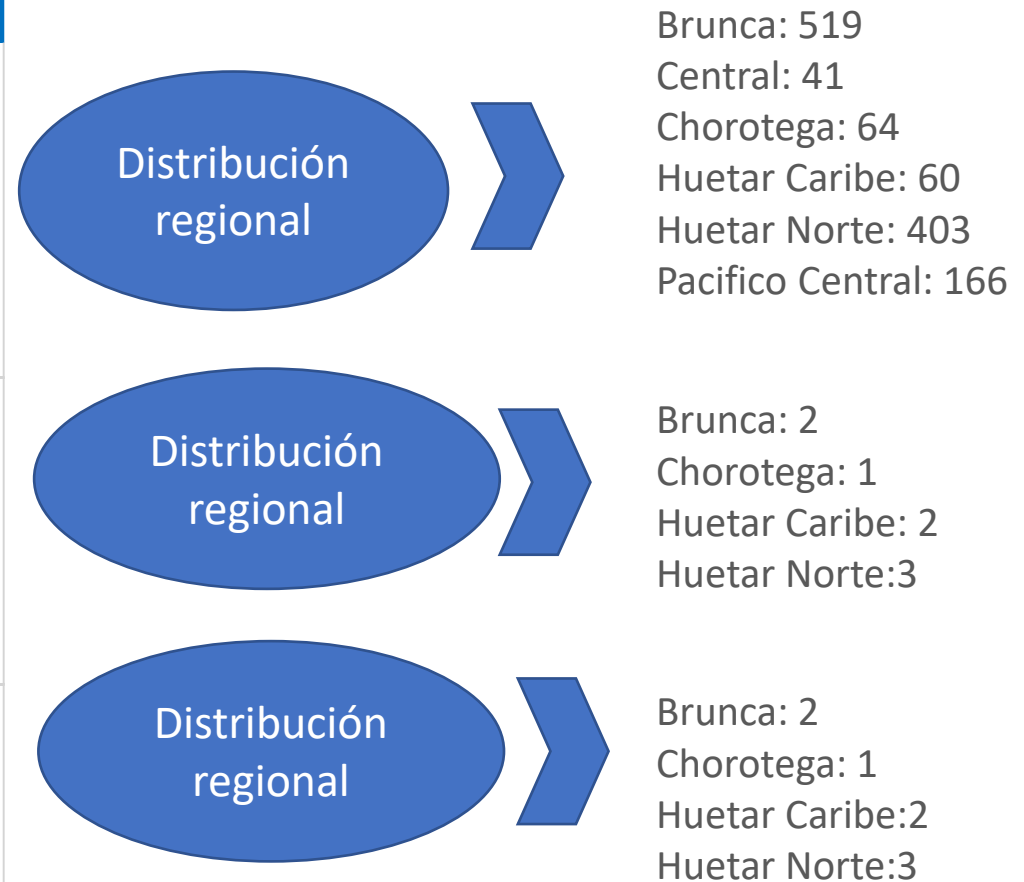 Distribución
regional
Brunca: 519
Central: 41
Chorotega: 64
Huetar Caribe: 60
Huetar Norte: 403
Pacifico Central: 166
Distribución
regional
Brunca: 2
Chorotega: 1
Huetar Caribe: 2
Huetar Norte:3
Distribución
regional
Brunca: 2
Chorotega: 1
Huetar Caribe:2
Huetar Norte:3